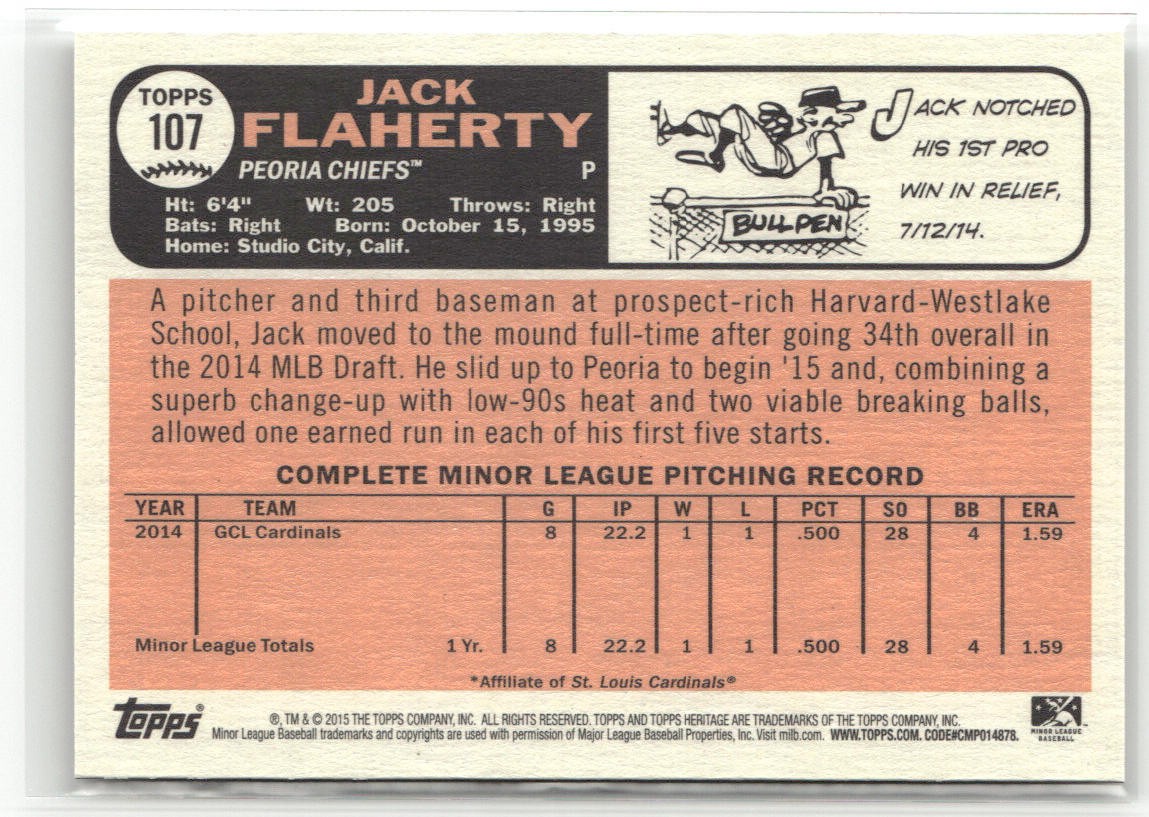 TOPPS
107
JACK
FLAHERTY
PEORIA CHIEFS™ P
Ht: 6'4" Wt: 205 Throws: Right
Bats: Right Born: October 15, 1995
Home: Studio City, Calif.
JACK NOTCHED
HIS 1ST PRO
WIN IN RELIEF,
7/12/14.
BULLPEN
A pitcher and third baseman at prospect-rich Harvard-Westlake
School, Jack moved to the mound full-time after going 34th overall in
the 2014 MLB Draft. He slid up to Peoria to begin '15 and, combining a
superb change-up with low-90s heat and two viable breaking balls,
allowed one earned run in each of his first five starts.
COMPLETE MINOR LEAGUE PITCHING RECORD
YEAR TEAM G IP W L PCT SO BB ERA
2014 GCL Cardinals 8 22.2 1 1 .500 28 4 1.59
Minor League Totals 1 Yr. 8 22.2 1 1 .500 28 4 1.59
*Affiliate of St. Louis Cardinals®
Topps®
®, TM & © 2015 THE TOPPS COMPANY, INC. ALL RIGHTS RESERVED. TOPPS AND TOPPS HERITAGE ARE TRADEMARKS OF THE TOPPS COMPANY, INC.
Minor League Baseball trademarks and copyrights are used with permission of Major League Baseball Properties, Inc. Visit milb.com. WWW.TOPPS.COM. CODE#CMP014878.
MINOR LEAGUE
BASEBALL